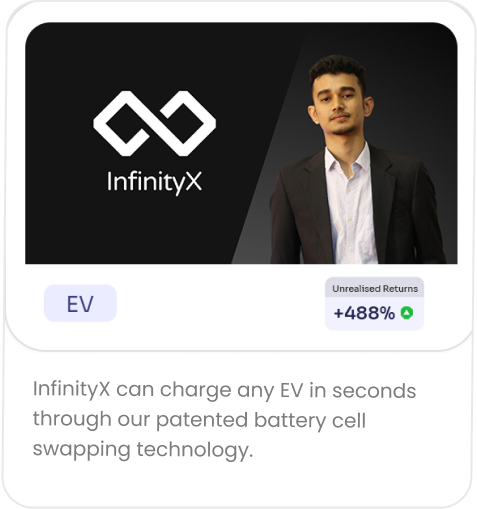 InfinityX
EV
Unrealised Returns
+488%
InfinityX can charge any EV in seconds
through our patented battery cell
swapping technology.